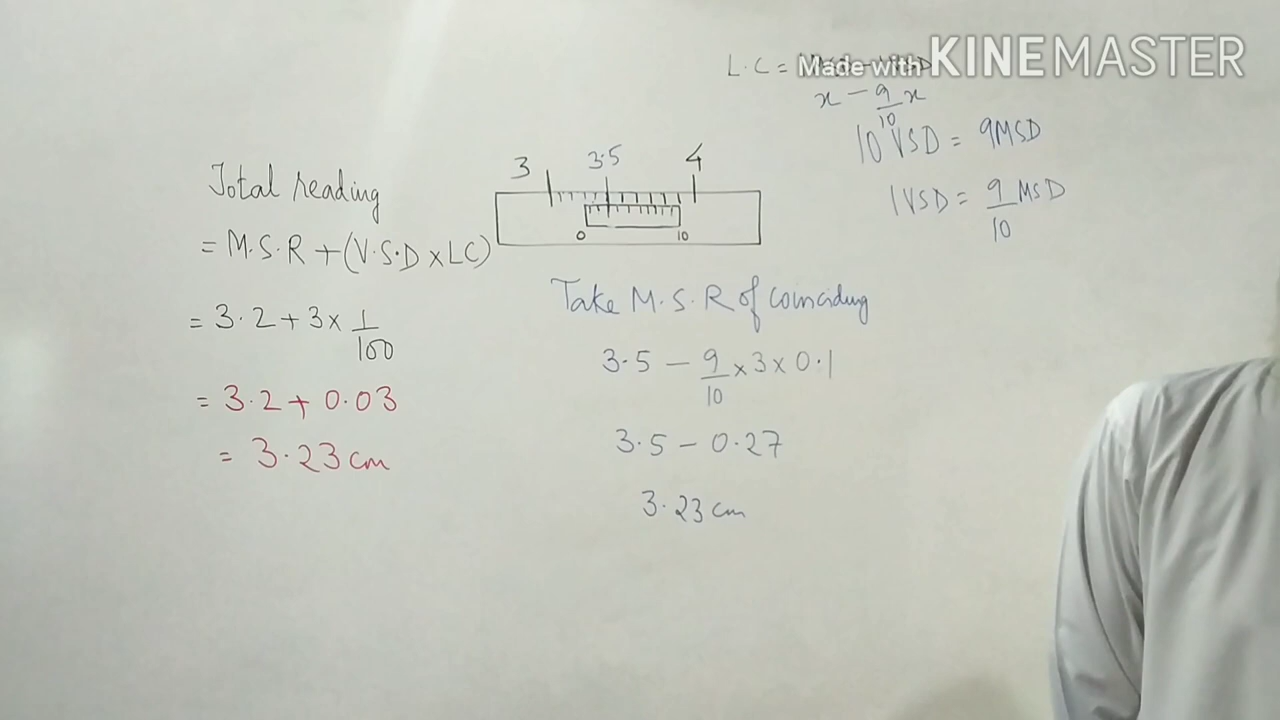 Made with KINEMASTER
L.C =
x - 9/10 x
10 VSD = 9MSD
1VSD = 9/10 MSD
3 3.5 4
0 10
Total reading
= M.S.R + (V.S.D x LC)
= 3.2 + 3 x 1/100
= 3.2 + 0.03
= 3.23 cm
Take M.S.R of coinciding
3.5 - 9/10 x 3 x 0.1
3.5 - 0.27
3.23 cm